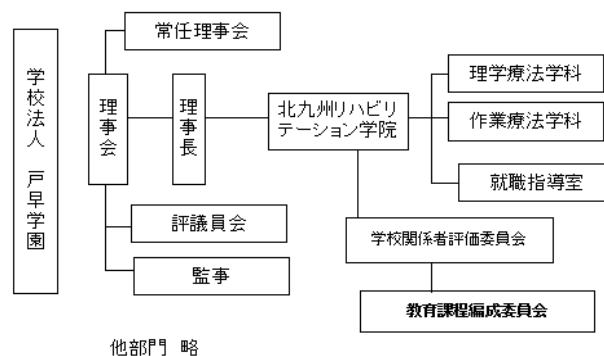 学校法人 戸早学園
常任理事会
理事会
理事長
評議員会
監事
北九州リハビリ
テーション学院
理学療法学科
作業療法学科
就職指導室
学校関係者評価委員会
教育課程編成委員会
他部門 略